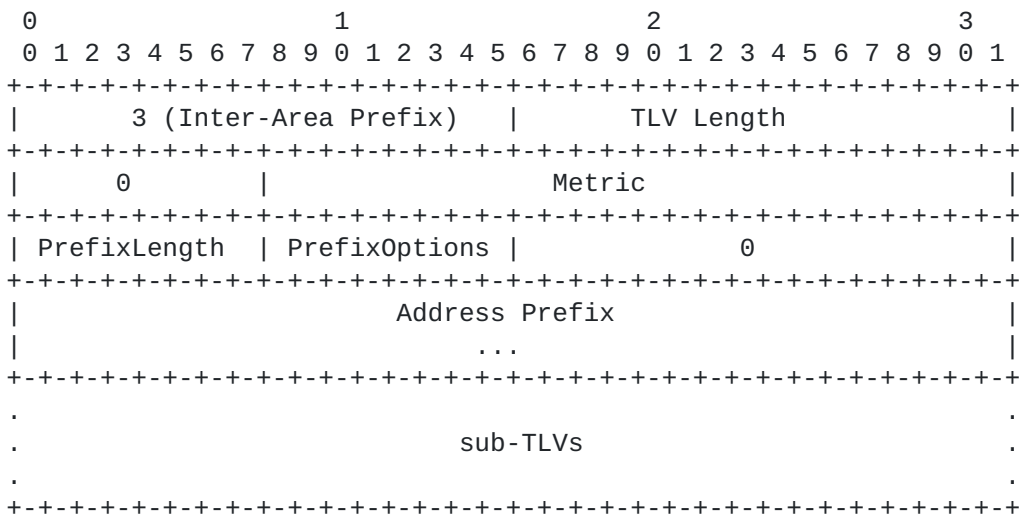 0                   1                   2                   3
 0 1 2 3 4 5 6 7 8 9 0 1 2 3 4 5 6 7 8 9 0 1 2 3 4 5 6 7 8 9 0 1
+-+-+-+-+-+-+-+-+-+-+-+-+-+-+-+-+-+-+-+-+-+-+-+-+-+-+-+-+-+-+-+-+
|       3 (Inter-Area Prefix)   |       TLV Length              |
+-+-+-+-+-+-+-+-+-+-+-+-+-+-+-+-+-+-+-+-+-+-+-+-+-+-+-+-+-+-+-+-+
|      0        |                  Metric                       |
+-+-+-+-+-+-+-+-+-+-+-+-+-+-+-+-+-+-+-+-+-+-+-+-+-+-+-+-+-+-+-+-+
| PrefixLength  | PrefixOptions |              0                |
+-+-+-+-+-+-+-+-+-+-+-+-+-+-+-+-+-+-+-+-+-+-+-+-+-+-+-+-+-+-+-+-+
|                        Address Prefix                         |
|                             ...                               |
+-+-+-+-+-+-+-+-+-+-+-+-+-+-+-+-+-+-+-+-+-+-+-+-+-+-+-+-+-+-+-+-+
.                                                               .
.                            sub-TLVs                           .
.                                                               .
+-+-+-+-+-+-+-+-+-+-+-+-+-+-+-+-+-+-+-+-+-+-+-+-+-+-+-+-+-+-+-+-+